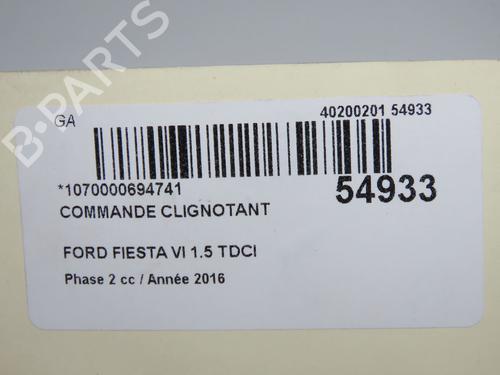 B-PARTS
GA
40200201 54933
*1070000694741
54933
COMMANDE CLIGNOTANT
FORD FIESTA VI 1.5 TDCI
Phase 2 cc / Année 2016